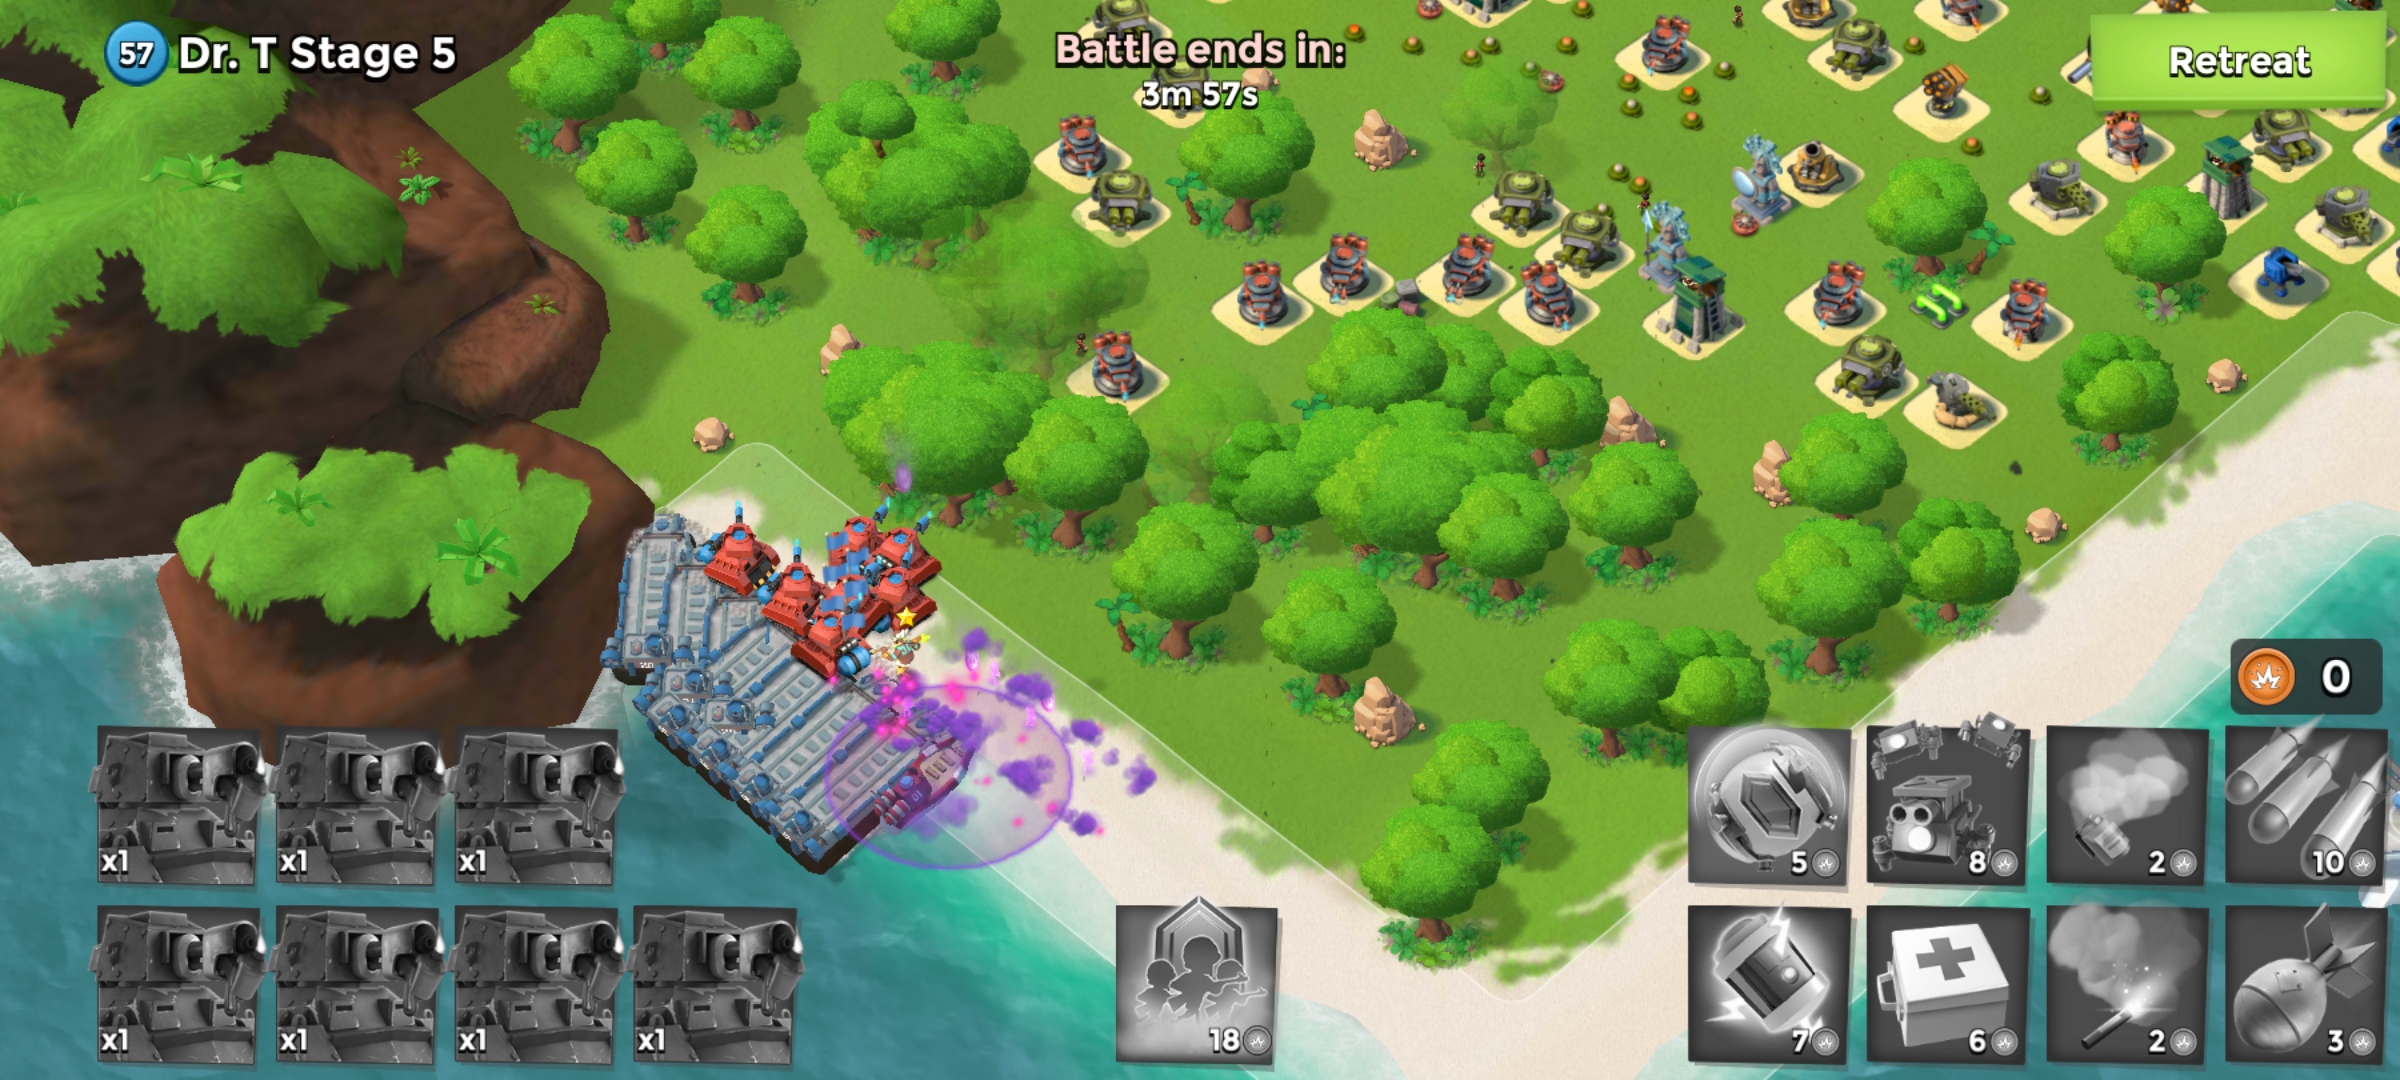 57 Dr. T Stage 5
Battle ends in:
3m 57s
Retreat
0
x1 x1 x1
5 8 2 10
x1 x1 x1 x1
18
7 6 2 3